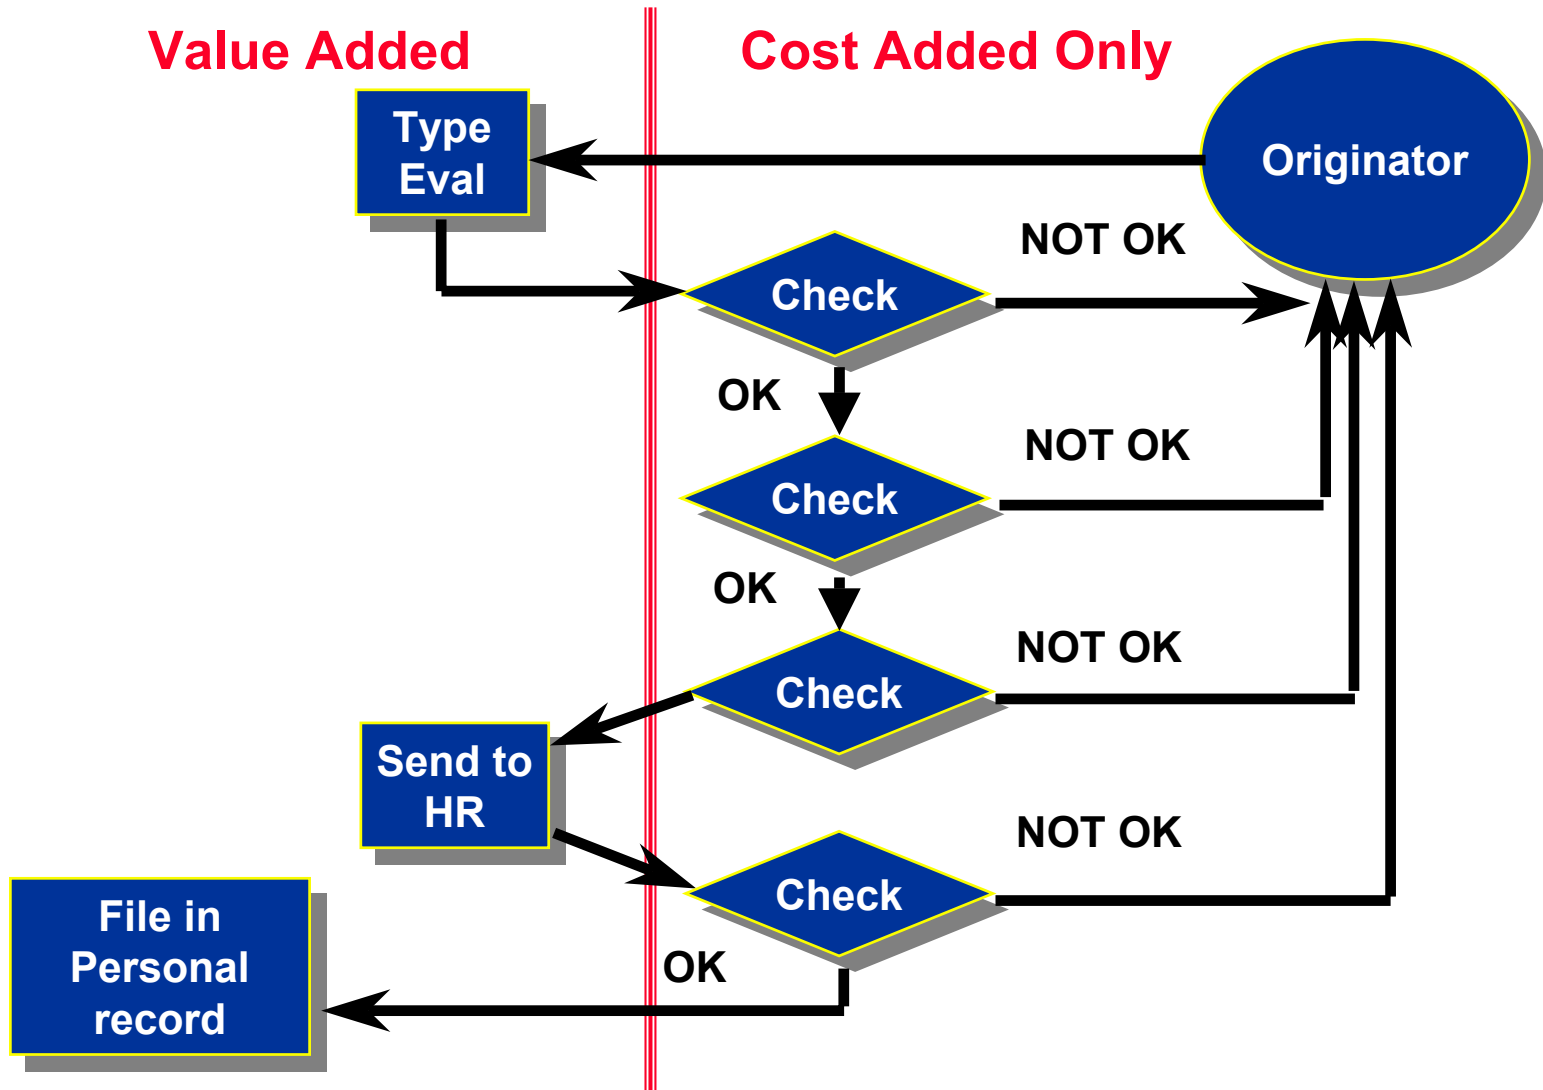 Value Added
Cost Added Only
Type
Eval
Originator
NOT OK
Check
OK
NOT OK
Check
OK
NOT OK
Check
Send to
HR
NOT OK
Check
File in
Personal
record
OK